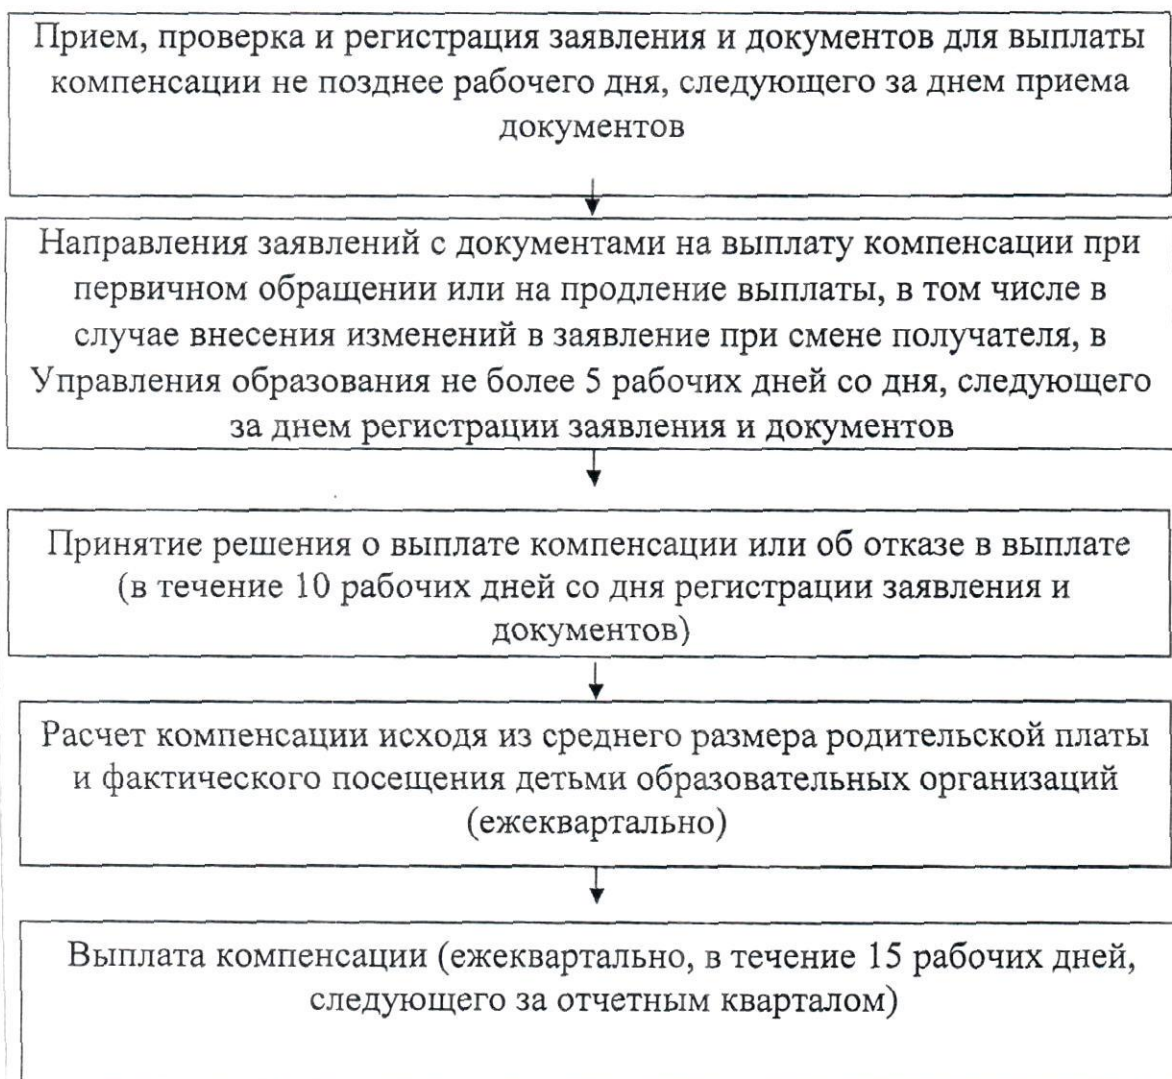 Прием, проверка и регистрация заявления и документов для выплаты
компенсации не позднее рабочего дня, следующего за днем приема
документов
Направления заявлений с документами на выплату компенсации при
первичном обращении или на продление выплаты, в том числе в
случае внесения изменений в заявление при смене получателя, в
Управления образования не более 5 рабочих дней со дня, следующего
за днем регистрации заявления и документов
Принятие решения о выплате компенсации или об отказе в выплате
(в течение 10 рабочих дней со дня регистрации заявления и
документов)
Расчет компенсации исходя из среднего размера родительской платы
и фактического посещения детьми образовательных организаций
(ежеквартально)
Выплата компенсации (ежеквартально, в течение 15 рабочих дней,
следующего за отчетным кварталом)